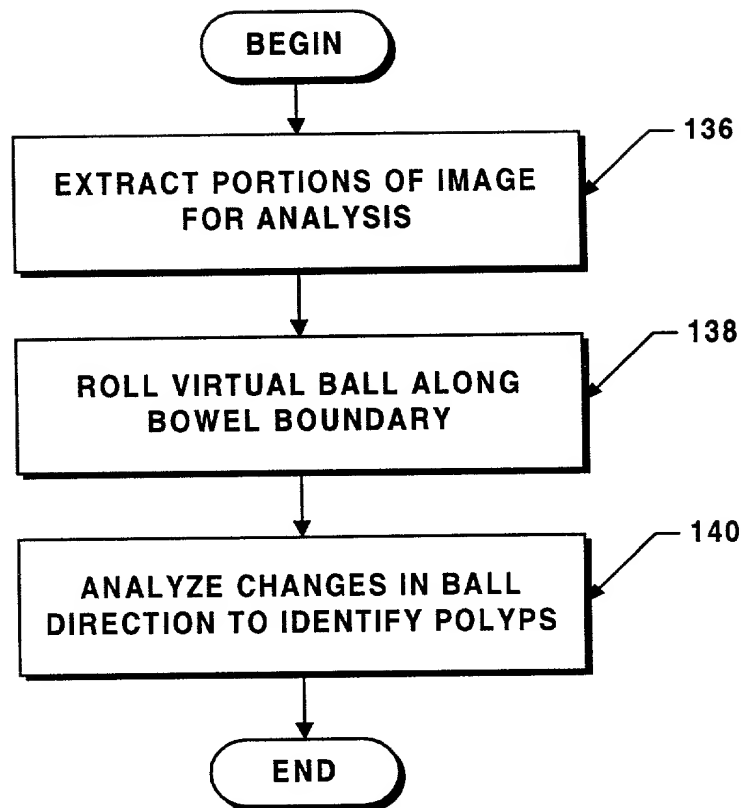 BEGIN
136
EXTRACT PORTIONS OF IMAGE
FOR ANALYSIS
138
ROLL VIRTUAL BALL ALONG
BOWEL BOUNDARY
140
ANALYZE CHANGES IN BALL
DIRECTION TO IDENTIFY POLYPS
END